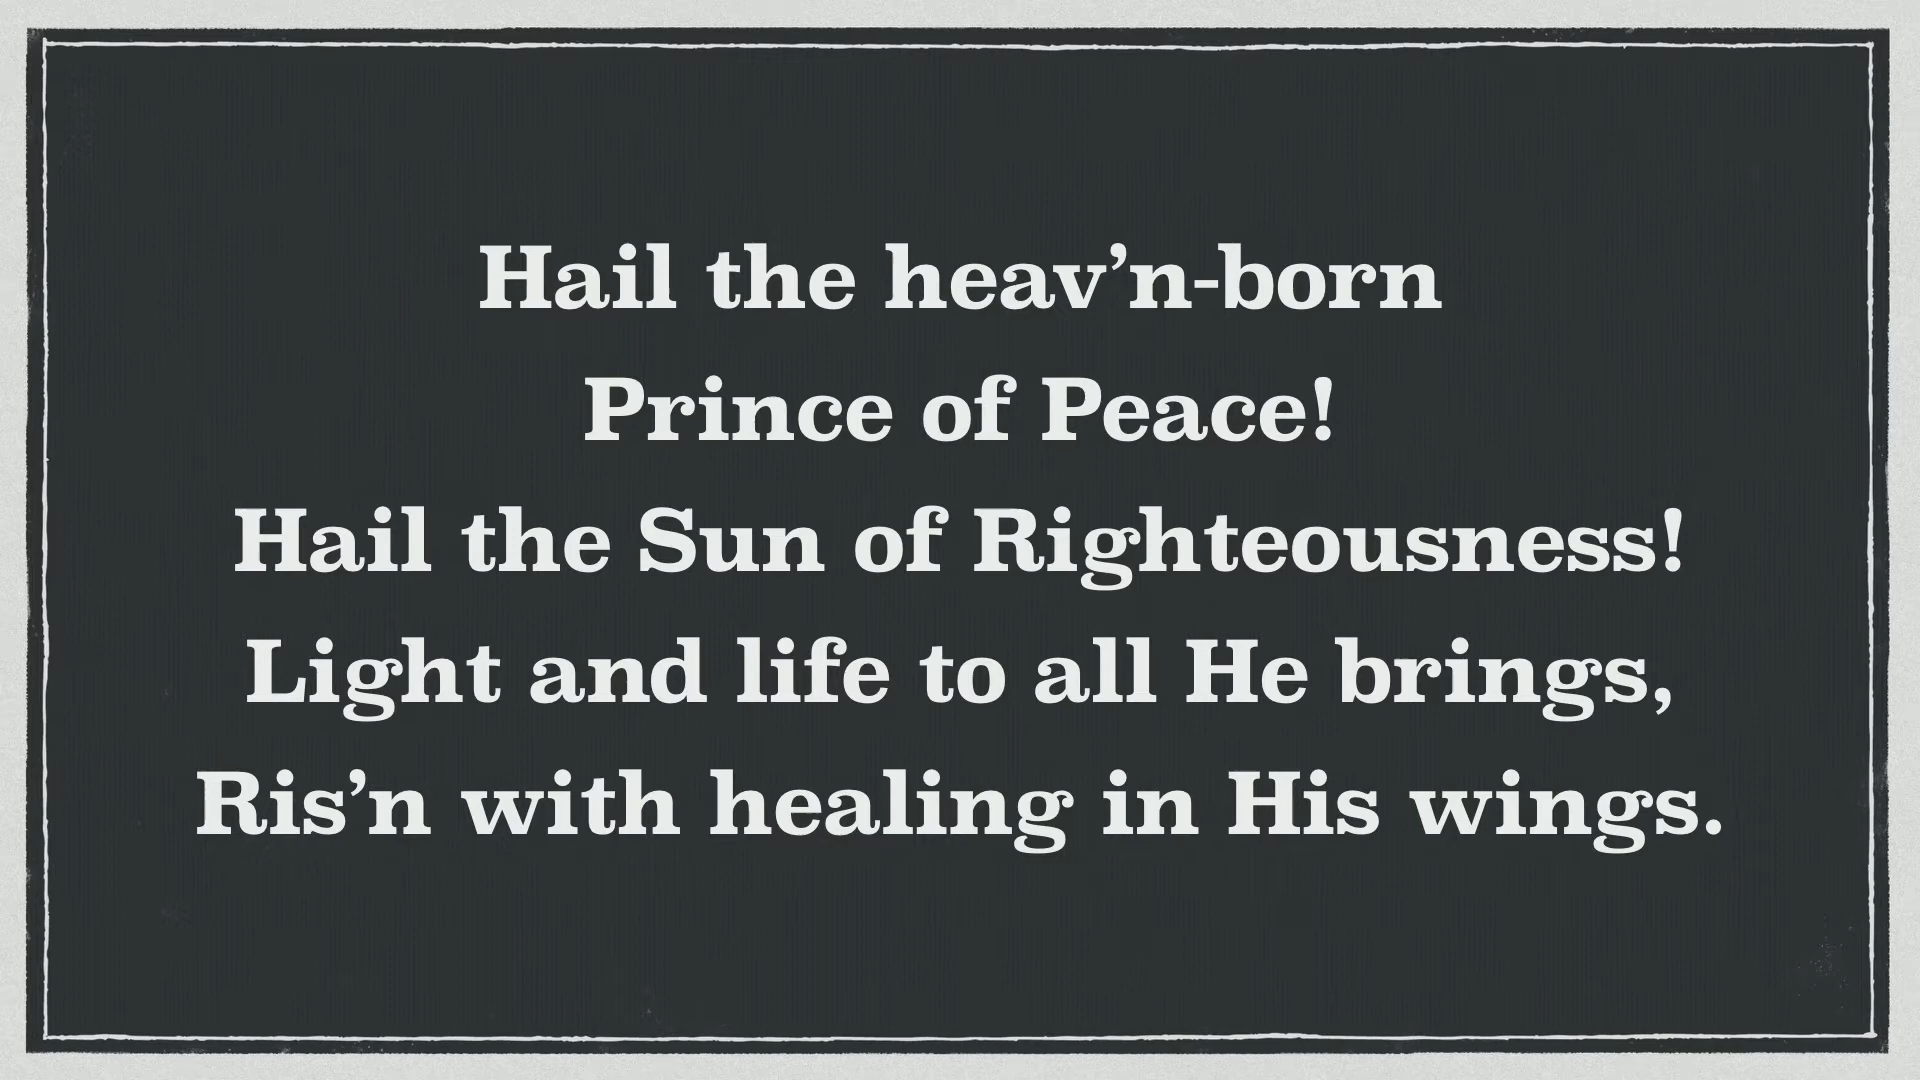 Hail the heav’n-born
Prince of Peace!
Hail the Sun of Righteousness!
Light and life to all He brings,
Ris’n with healing in His wings.